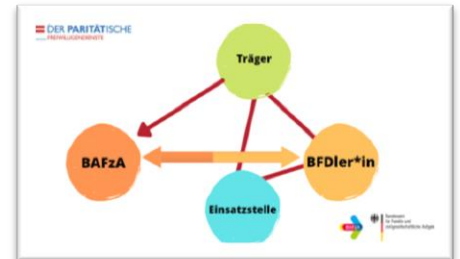 DER PARITÄTISCHE
FREIWILLIGENDIENSTE
Träger
BAFzA
BFDler*in
Einsatzstelle
Bundesamt
für Familie und
zivilgesellschaftliche Aufgaben